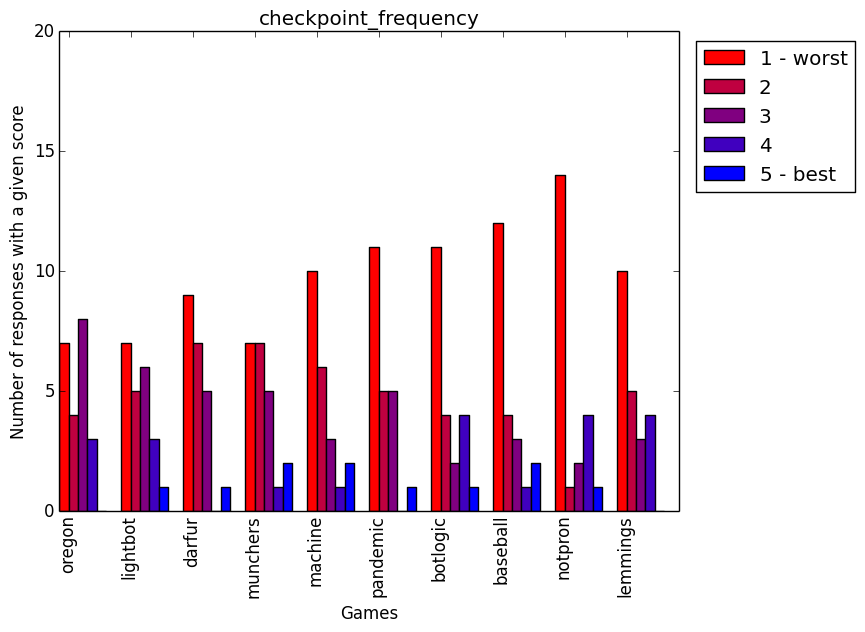 checkpoint_frequency
20
15
10
5
0
Number of responses with a given score
oregon
lightbot
darfur
munchers
machine
pandemic
botlogic
baseball
notpron
lemmings
Games
1 - worst
2
3
4
5 - best